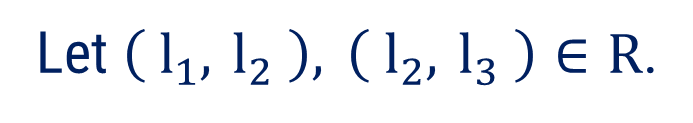 Let ( l₁, l₂ ), ( l₂, l₃ ) ∈ R.